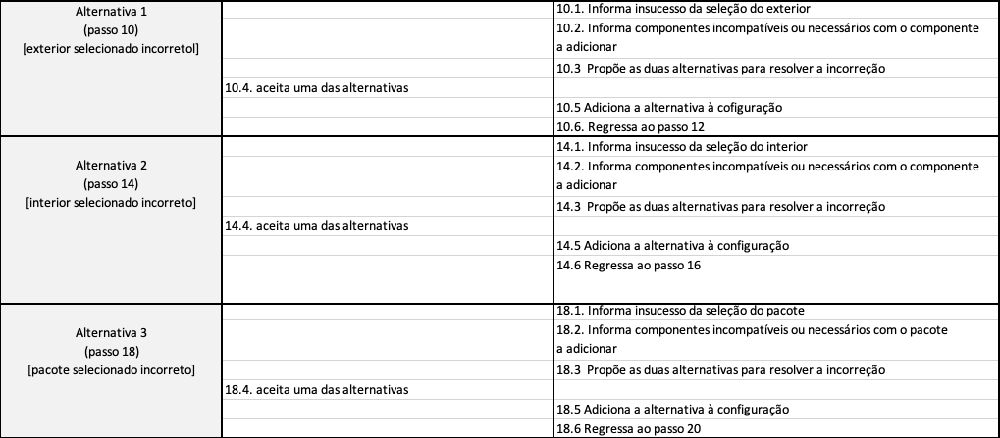 Alternativa 1
(passo 10)
[exterior selecionado incretol]
10.1. Informa insucesso da seleção do exterior
10.2. Informa componentes incompatíveis ou necessários com o componente
a adicionar
10.3 Propõe as duas alternativas para resolver a incorreção
10.4. aceita uma das alternativas
10.5 Adiciona a alternativa à cofiguração
10.6. Regressa ao passo 12
Alternativa 2
(passo 14)
[interior selecionado incorreto]
14.1. Informa insucesso da seleção do interior
14.2. Informa componentes incompatíveis ou necessários com o componente
a adicionar
14.3 Propõe as duas alternativas para resolver a incorreção
14.4. aceita uma das alternativas
14.5 Adiciona a alternativa à configuração
14.6 Regressa ao passo 16
Alternativa 3
(passo 18)
[pacote selecionado incorreto]
18.1. Informa insucesso da seleção do pacote
18.2. Informa componentes incompatíveis ou necessários com o pacote
a adicionar
18.3 Propõe as duas alternativas para resolver a incorreção
18.4. aceita uma das alternativas
18.5 Adiciona a alternativa à configuração
18.6 Regressa ao passo 20